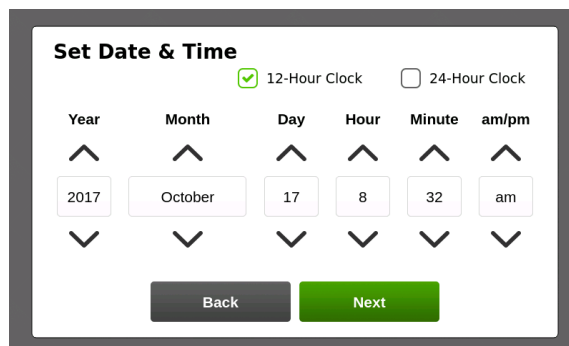 Set Date & Time
12-Hour Clock 24-Hour Clock
Year Month Day Hour Minute am/pm
2017 October 17 8 32 am
Back Next